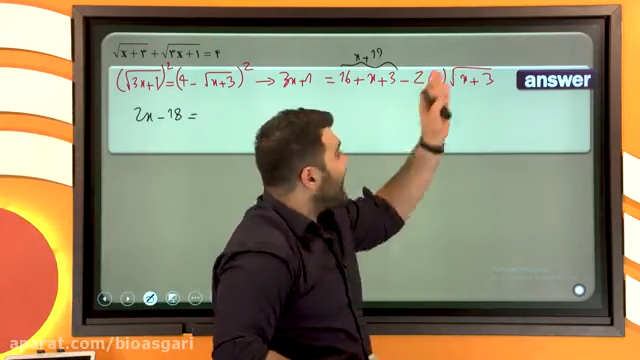 √x+۳ + √۳x+۱ = ۴
x+19
(√3x+1)² = (4 - √x+3)² → 3x+1 = 16 + x + 3 - 2 ) √x+3
answer
2x - 18 =
aparat.com/bioasgari